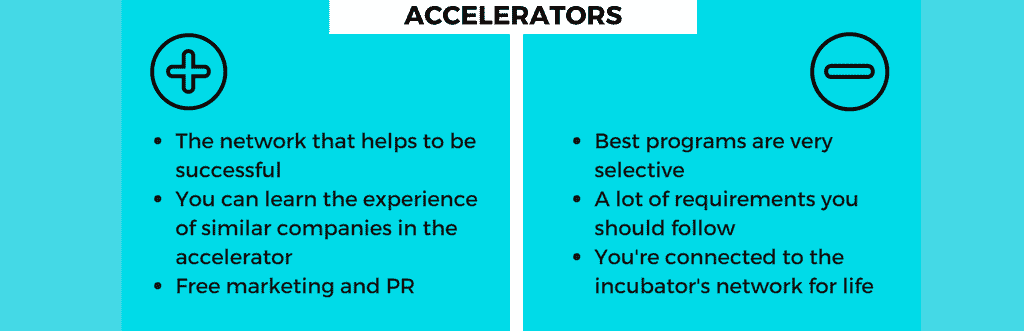 ACCELERATORS
• The network that helps to be
successful
• You can learn the experience
of similar companies in the
accelerator
• Free marketing and PR
• Best programs are very
selective
• A lot of requirements you
should follow
• You're connected to the
incubator's network for life